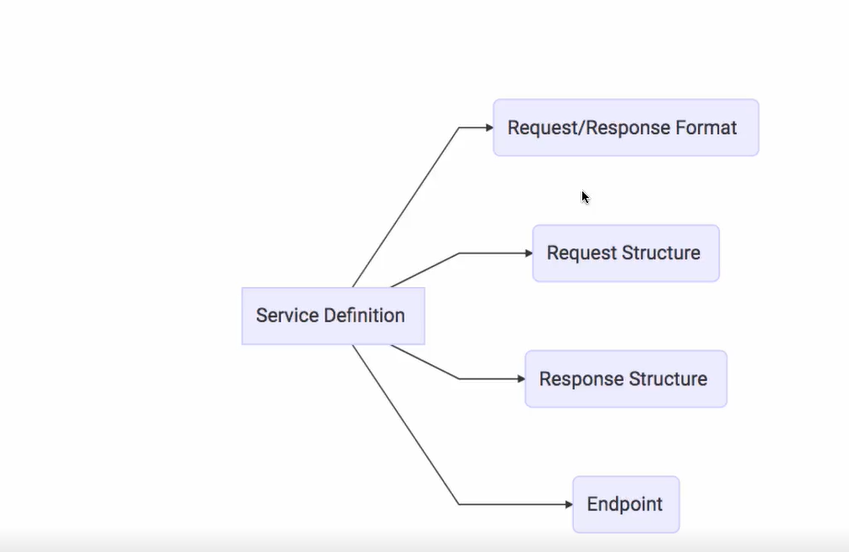 Request/Response Format
Request Structure
Service Definition
Response Structure
Endpoint